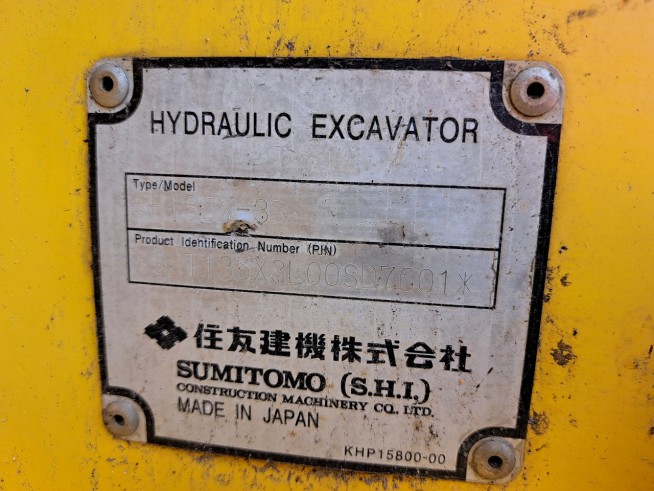 HYDRAULIC EXCAVATOR
Type/Model
Product Identification Number (PIN)
住友建機株式会社
SUMITOMO (S.H.I.)
CONSTRUCTION MACHINERY CO., LTD.
MADE IN JAPAN
KHP15800-00